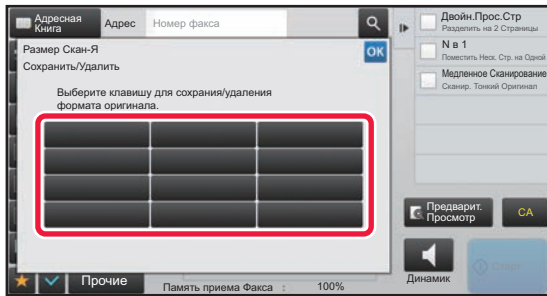 Адресная
Книга
Адрес
Номер факса
Двойн.Прос.Стр
Разделить на 2 Страницы
Размер Скан-Я
OK
N в 1
Поместить Неск. Стр. на Одной
Сохранить/Удалить
Медленное Сканирование
Сканир. Тонкий Оригинал
Выберите клавишу для сохрания/удаления
формата оригинала.
Предварит.
Просмотр
CA
Прочие
Память приема Факса : 100%
Динамик
Старт